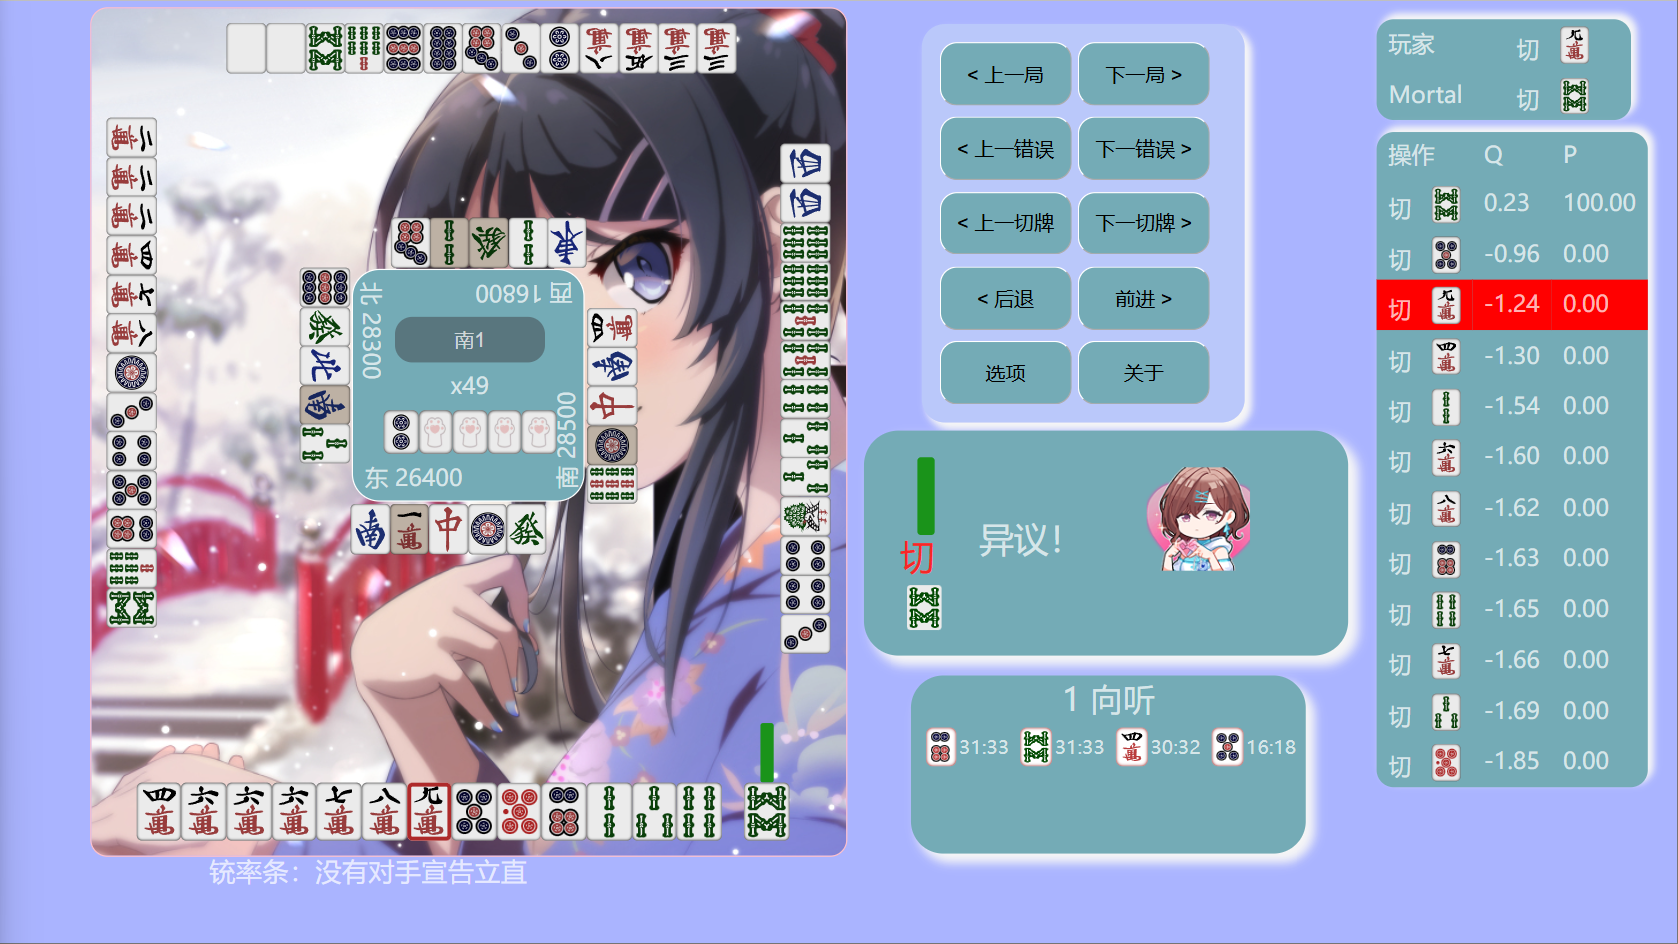 西 16800
北 28300
南1
x49
南 28500
东 26400
铳率条：没有对手宣告立直
< 上一局
下一局 >
< 上一错误
下一错误 >
< 上一切牌
下一切牌 >
< 后退
前进 >
选项
关于
切
异议！
1 向听
31:33
31:33
30:32
16:18
玩家 切
Mortal 切
操作 Q P
切 0.23 100.00
切 -0.96 0.00
切 -1.24 0.00
切 -1.30 0.00
切 -1.54 0.00
切 -1.60 0.00
切 -1.62 0.00
切 -1.63 0.00
切 -1.65 0.00
切 -1.66 0.00
切 -1.69 0.00
切 -1.85 0.00